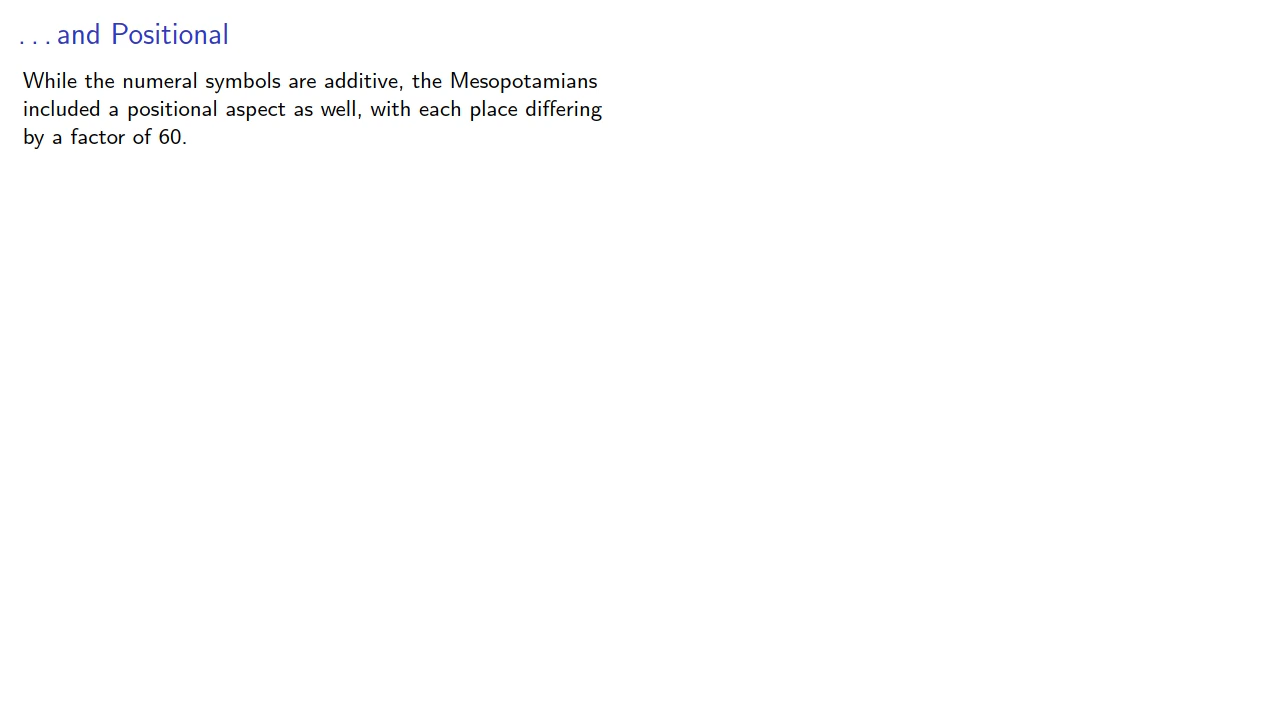 ...and Positional
While the numeral symbols are additive, the Mesopotamians
included a positional aspect as well, with each place differing
by a factor of 60.